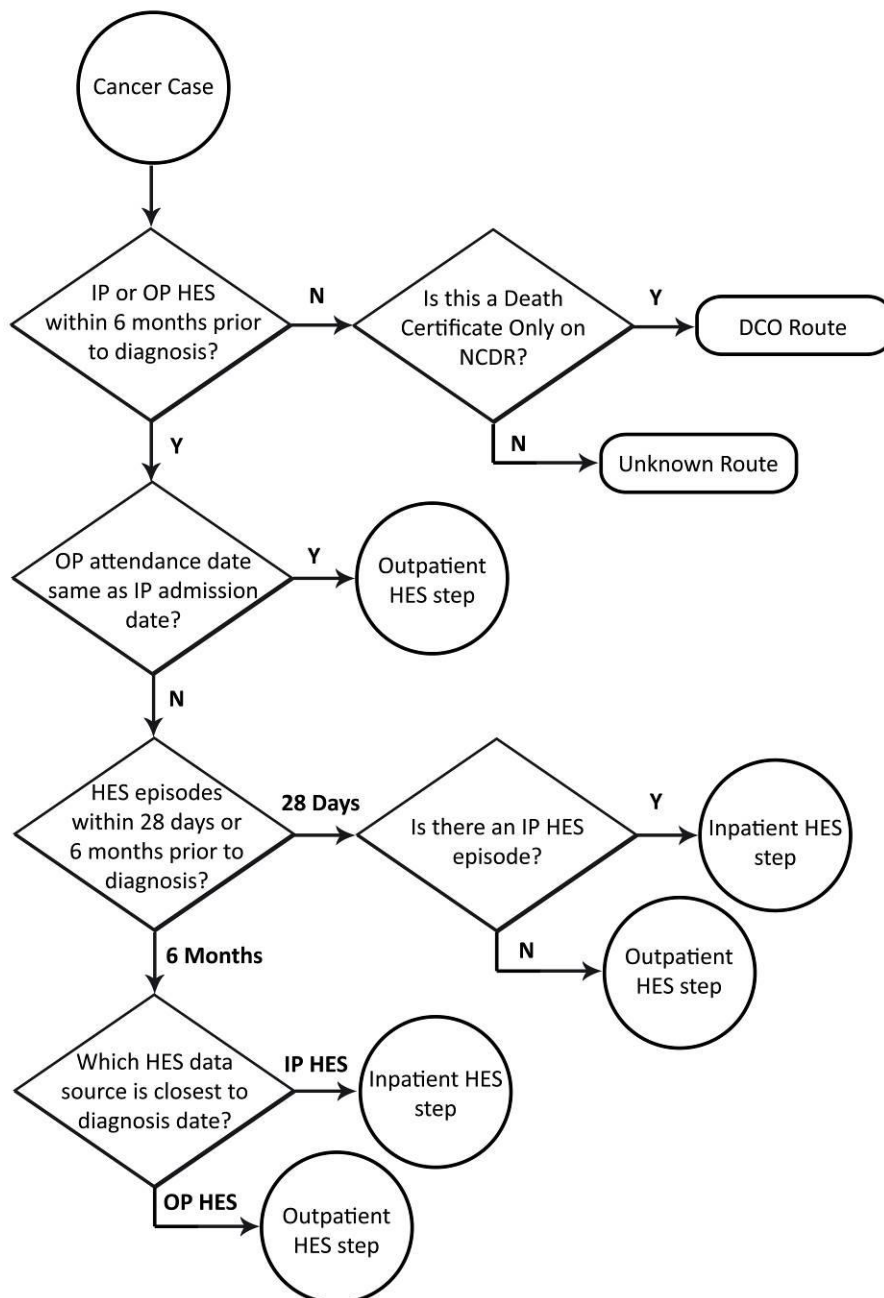 Cancer Case
IP or OP HES
within 6 months prior
to diagnosis?
N
Is this a Death
Certificate Only on
NCDR?
Y
DCO Route
N
Unknown Route
Y
OP attendance date
same as IP admission
date?
Y
Outpatient
HES step
N
HES episodes
within 28 days or
6 months prior to
diagnosis?
28 Days
Is there an IP HES
episode?
Y
Inpatient HES
step
N
Outpatient
HES step
6 Months
Which HES data
source is closest to
diagnosis date?
IP HES
Inpatient HES
step
OP HES
Outpatient
HES step